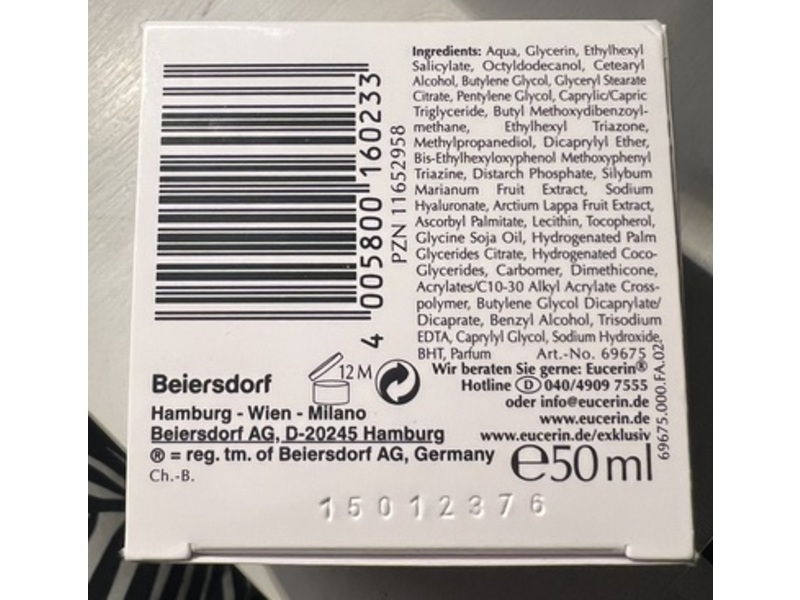 Ingredients: Aqua, Glycerin, Ethylhexyl
Salicylate, Octyldodecanol, Cetearyl
Alcohol, Butylene Glycol, Glyceryl Stearate
Citrate, Pentylene Glycol, Caprylic/Capric
Triglyceride, Butyl Methoxydibenzoyl-
methane, Ethylhexyl Triazone,
Methylpropanediol, Dicaprylyl Ether,
Bis-Ethylhexyloxyphenol Methoxyphenyl
Triazine, Distarch Phosphate, Silybum
Marianum Fruit Extract, Sodium
Hyaluronate, Arctium Lappa Fruit Extract,
Ascorbyl Palmitate, Lecithin, Tocopherol,
Glycine Soja Oil, Hydrogenated Palm
Glycerides Citrate, Hydrogenated Coco-
Glycerides, Carbomer, Dimethicone,
Acrylates/C10-30 Alkyl Acrylate Cross-
polymer, Butylene Glycol Dicaprylate/
Dicaprate, Benzyl Alcohol, Trisodium
EDTA, Caprylyl Glycol, Sodium Hydroxide,
BHT, Parfum Art.-No. 69675
4 005800 160233
PZN 11652958
69675.000.FA.02
Wir beraten Sie gerne: Eucerin®
Hotline D 040/4909 7555
oder info@eucerin.de
www.eucerin.de
www.eucerin.de/exklusiv
12 M
Beiersdorf
Hamburg - Wien - Milano
Beiersdorf AG, D-20245 Hamburg
® = reg. tm. of Beiersdorf AG, Germany
Ch.-B.
℮50 ml
15012376